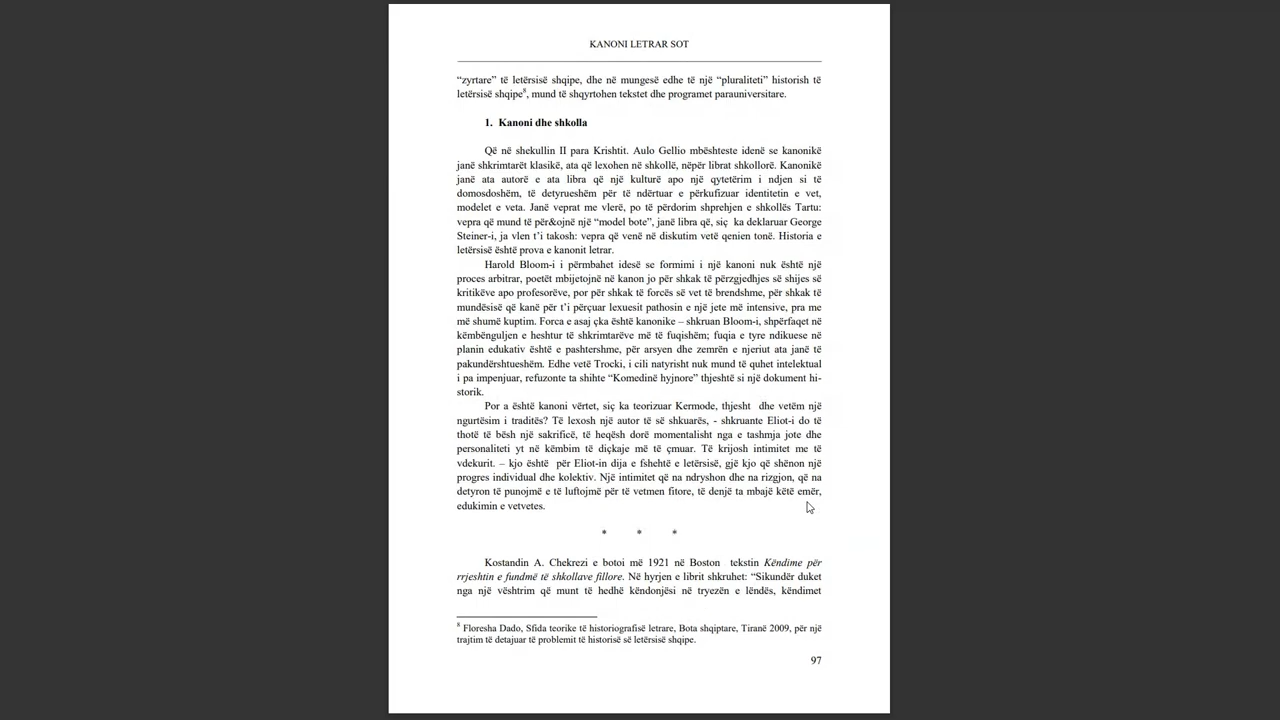 KANONI LETRAR SOT
“zyrtare” të letërsisë shqipe, dhe në mungesë edhe të një “pluraliteti” historish të
letërsisë shqipe8, mund të shqyrtohen tekstet dhe programet parauniversitare.
1. Kanoni dhe shkolla
Që në shekullin II para Krishtit. Aulo Gellio mbështeste idenë se kanonikë
janë shkrimtarët klasikë, ata që lexohen në shkollë, nëpër librat shkollorë. Kanonikë
janë ata autorë e ata libra që një kulturë apo një qytetërim i ndjen si të
domosdoshëm, të detyrueshëm për të ndërtuar e përkufizuar identitetin e vet,
modelet e veta. Janë veprat me vlerë, po të përdorim shprehjen e shkollës Tartu:
vepra që mund të për&ojnë një “model bote”, janë libra që, siç ka deklaruar George
Steiner-i, ja vlen t’i takosh: vepra që venë në diskutim vetë qenien tonë. Historia e
letërsisë është prova e kanonit letrar.
Harold Bloom-i i përmbahet idesë se formimi i një kanoni nuk është një
proces arbitrar, poetët mbijetojnë në kanon jo për shkak të përzgjedhjes së shijes së
kritikëve apo profesorëve, por për shkak të forcës së vet të brendshme, për shkak të
mundësisë që kanë për t’i përçuar lexuesit pathosin e një jete më intensive, pra me
më shumë kuptim. Forca e asaj çka është kanonike – shkruan Bloom-i, shpërfaqet në
këmbënguljen e heshtur të shkrimtarëve më të fuqishëm; fuqia e tyre ndikuese në
planin edukativ është e pashtershme, për arsyen dhe zemrën e njeriut ata janë të
pakundërshtueshëm. Edhe vetë Trocki, i cili natyrisht nuk mund të quhet intelektual
i pa impenjuar, refuzonte ta shihte “Komedinë hyjnore” thjeshtë si një dokument hi-
storik.
Por a është kanoni vërtet, siç ka teorizuar Kermode, thjesht dhe vetëm një
ngurtësim i traditës? Të lexosh një autor të së shkuarës, - shkruante Eliot-i do të
thotë të bësh një sakrificë, të heqësh dorë momentalisht nga e tashmja jote dhe
personaliteti yt në këmbim të diçkaje më të çmuar. Të krijosh intimitet me të
vdekurit. – kjo është për Eliot-in dija e fshehtë e letërsisë, gjë kjo që shënon një
progres individual dhe kolektiv. Një intimitet që na ndryshon dhe na rizgjon, që na
detyron të punojmë e të luftojmë për të vetmen fitore, të denjë ta mbajë këtë emër,
edukimin e vetvetes.
* * *
Kostandin A. Chekrezi e botoi më 1921 në Boston tekstin Këndime për
rrjeshtin e fundmë të shkollave fillore. Në hyrjen e librit shkruhet: “Sikundër duket
nga një vështrim që munt të hedhë këndonjësi në tryezën e lëndës, këndimet
8 Floresha Dado, Sfida teorike të historiografisë letrare, Bota shqiptare, Tiranë 2009, për një
trajtim të detajuar të problemit të historisë së letërsisë shqipe.
97